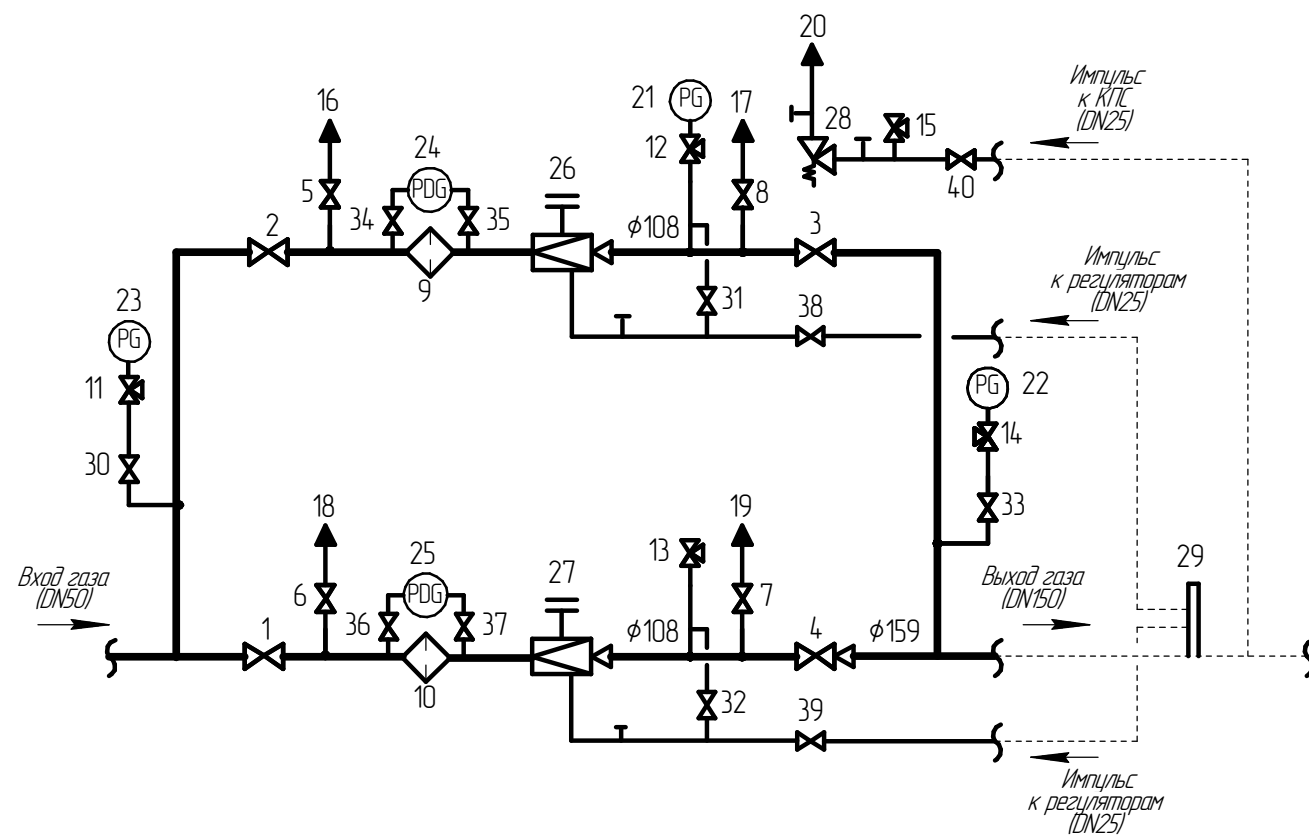 20
Импульс
к КПС
(DN25)
16
21
PG
17
28
15
24
PDG
26
12
40
5
34
35
8
2
ϕ108
3
9
Импульс
к регуляторам
(DN25)
23
PG
31
38
11
PG
22
14
30
33
18
19
25
PDG
27
13
29
Вход газа
(DN50)
Выход газа
(DN150)
6
36
37
7
1
ϕ108
4
ϕ159
10
32
39
Импульс
к регуляторам
(DN25)